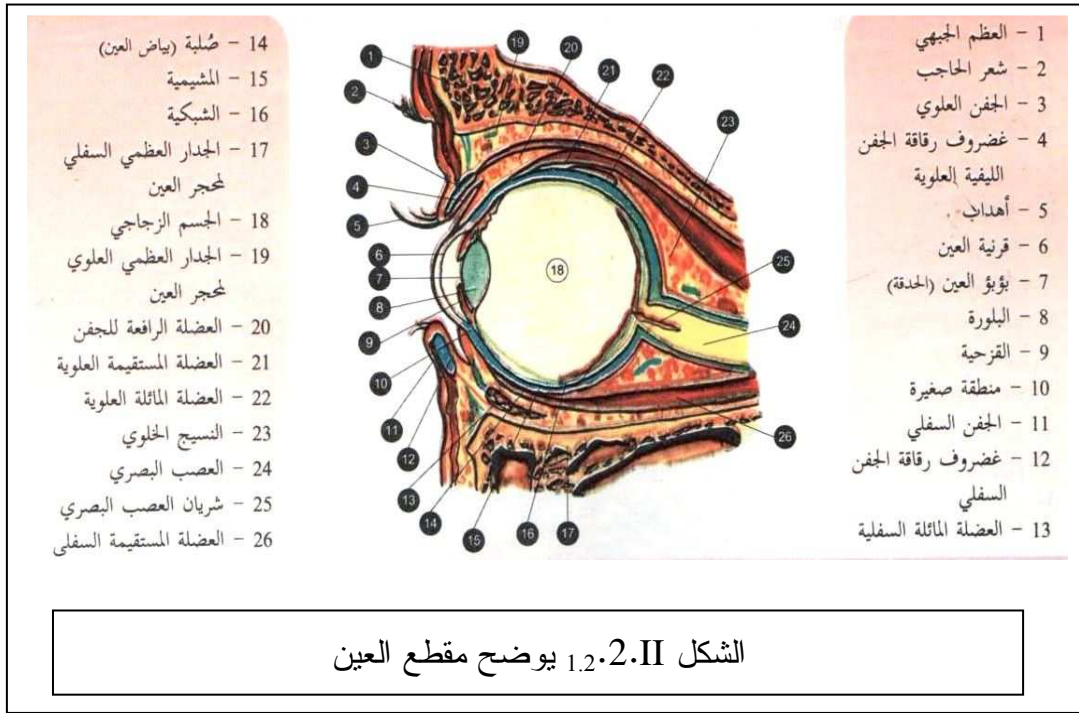 1 - العظم الجبهي
2 - شعر الحاجب
3 - الجفن العلوي
4 - غضروف رقاقة الجفن
الليفية العلوية
5 - أهداب
6 - قرنية العين
7 - بؤبؤ العين (الحدقة)
8 - البلورة
9 - القزحية
10 - منطقة صغيرة
11 - الجفن السفلي
12 - غضروف رقاقة الجفن
السفلي
13 - العضلة المائلة السفلية
14 - صُلبة (بياض العين)
15 - المشيمية
16 - الشبكية
17 - الجدار العظمي السفلي
لمحجر العين
18 - الجسم الزجاجي
19 - الجدار العظمي العلوي
لمحجر العين
20 - العضلة الرافعة للجفن
21 - العضلة المستقيمة العلوية
22 - العضلة المائلة العلوية
23 - النسيج الخلوي
24 - العصب البصري
25 - شريان العصب البصري
26 - العضلة المستقيمة السفلى
1
2
3
4
5
6
7
8
9
10
11
12
13
14
15
16
17
18
19
20
21
22
23
24
25
26
الشكل 1.2.2.II يوضح مقطع العين